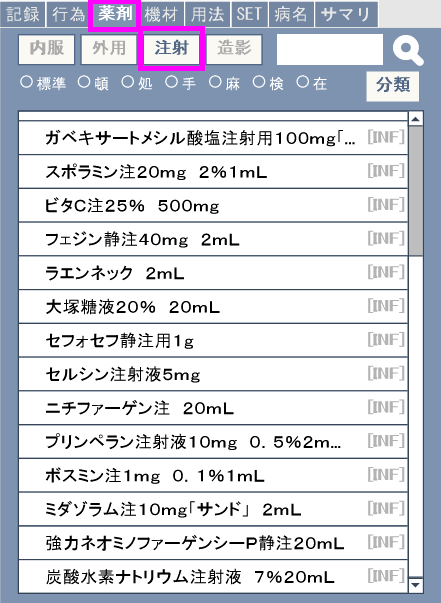 記録 行為 薬剤 機材 用法 SET 病名 サマリ
内服 外用 注射 造影
標準 頓 処 手 麻 検 在 分類
ガベキサートメシル酸塩注射用100mg「... [INF]
スポラミン注20mg 2%1mL [INF]
ビタC注25% 500mg [INF]
フェジン静注40mg 2mL [INF]
ラエンネック 2mL [INF]
大塚糖液20% 20mL [INF]
セフォセフ静注用1g [INF]
セルシン注射液5mg [INF]
ニチファーゲン注 20mL [INF]
プリンペラン注射液10mg 0.5%2m... [INF]
ボスミン注1mg 0.1%1mL [INF]
ミダゾラム注10mg「サンド」 2mL [INF]
強力ネオミノファーゲンシーP静注20mL [INF]
炭酸水素ナトリウム注射液 7%20mL [INF]